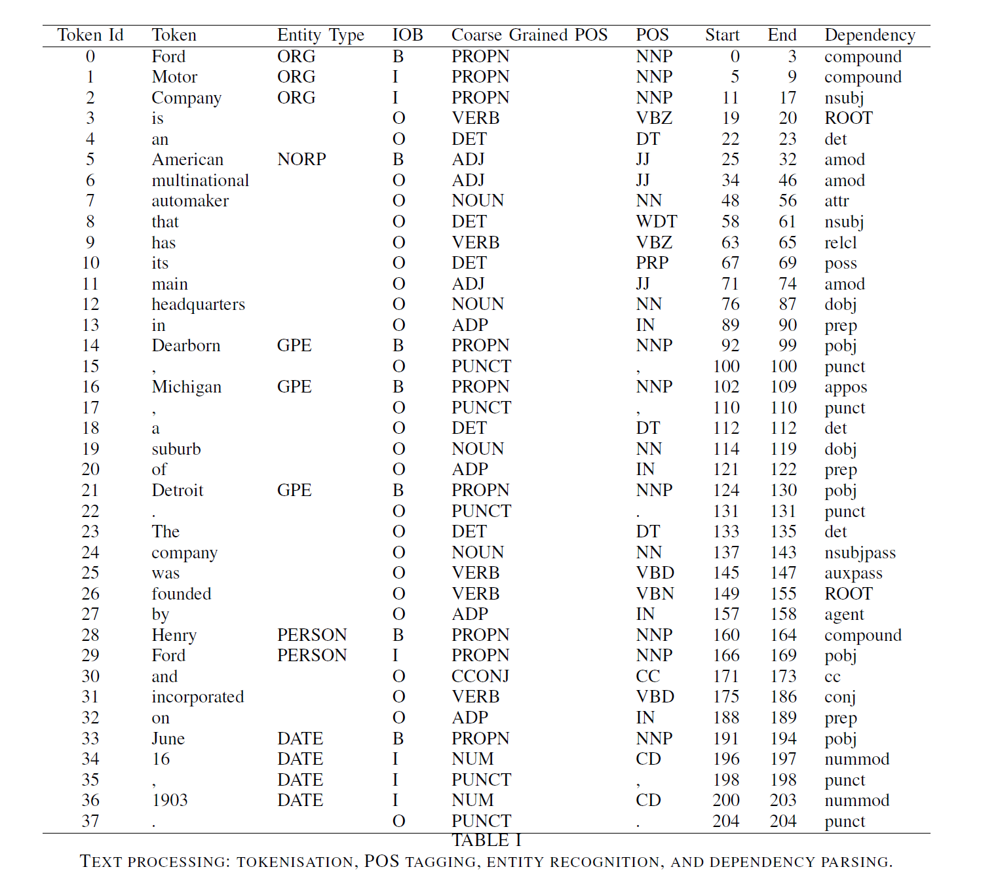 Token Id Token Entity Type IOB Coarse Grained POS POS Start End Dependency
0 Ford ORG B PROPN NNP 0 3 compound
1 Motor ORG I PROPN NNP 5 9 compound
2 Company ORG I PROPN NNP 11 17 nsubj
3 is O VERB VBZ 19 20 ROOT
4 an O DET DT 22 23 det
5 American NORP B ADJ JJ 25 32 amod
6 multinational O ADJ JJ 34 46 amod
7 automaker O NOUN NN 48 56 attr
8 that O DET WDT 58 61 nsubj
9 has O VERB VBZ 63 65 relcl
10 its O DET PRP 67 69 poss
11 main O ADJ JJ 71 74 amod
12 headquarters O NOUN NN 76 87 dobj
13 in O ADP IN 89 90 prep
14 Dearborn GPE B PROPN NNP 92 99 pobj
15 , O PUNCT , 100 100 punct
16 Michigan GPE B PROPN NNP 102 109 appos
17 , O PUNCT , 110 110 punct
18 a O DET DT 112 112 det
19 suburb O NOUN NN 114 119 dobj
20 of O ADP IN 121 122 prep
21 Detroit GPE B PROPN NNP 124 130 pobj
22 . O PUNCT . 131 131 punct
23 The O DET DT 133 135 det
24 company O NOUN NN 137 143 nsubjpass
25 was O VERB VBD 145 147 auxpass
26 founded O VERB VBN 149 155 ROOT
27 by O ADP IN 157 158 agent
28 Henry PERSON B PROPN NNP 160 164 compound
29 Ford PERSON I PROPN NNP 166 169 pobj
30 and O CCONJ CC 171 173 cc
31 incorporated O VERB VBD 175 186 conj
32 on O ADP IN 188 189 prep
33 June DATE B PROPN NNP 191 194 pobj
34 16 DATE I NUM CD 196 197 nummod
35 , DATE I PUNCT , 198 198 punct
36 1903 DATE I NUM CD 200 203 nummod
37 . O PUNCT . 204 204 punct
TABLE I
TEXT PROCESSING: TOKENISATION, POS TAGGING, ENTITY RECOGNITION, AND DEPENDENCY PARSING.